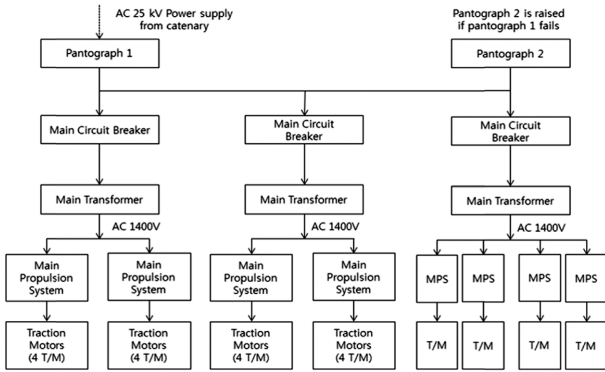 AC 25 kV Power supply
from catenary
Pantograph 2 is raised
if pantograph 1 fails
Pantograph 1
Pantograph 2
Main Circuit Breaker
Main Circuit
Breaker
Main Circuit
Breaker
Main Transformer
Main Transformer
Main Transformer
AC 1400V
AC 1400V
AC 1400V
Main
Propulsion
System
Main
Propulsion
System
Main
Propulsion
System
Main
Propulsion
System
MPS
MPS
MPS
MPS
Traction
Motors
(4 T/M)
Traction
Motors
(4 T/M)
Traction
Motors
(4 T/M)
Traction
Motors
(4 T/M)
T/M
T/M
T/M
T/M